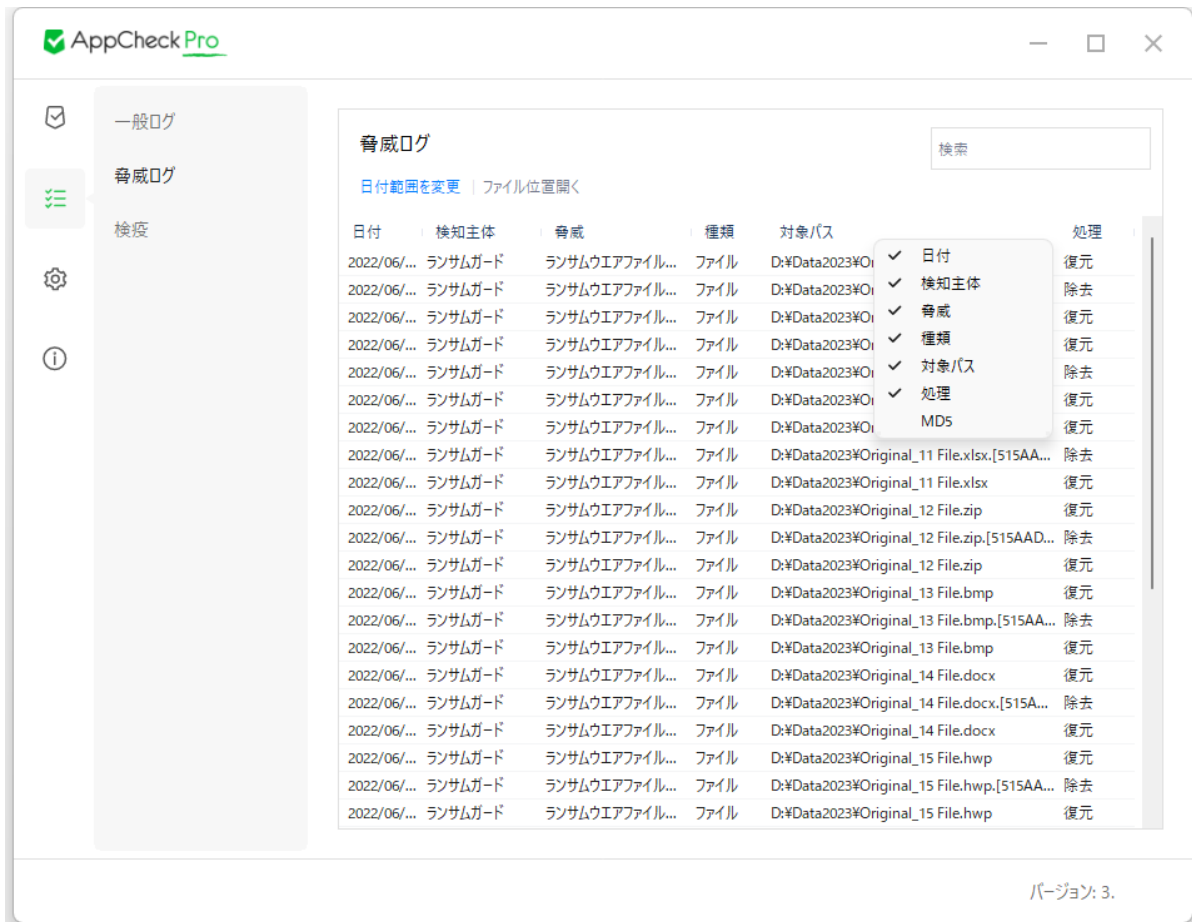 AppCheck Pro
一般ログ
脅威ログ
検疫
脅威ログ
検索
日付範囲を変更 | ファイル位置開く
日付 検知主体 脅威 種類 対象パス 処理
2022/06/... ランサムガード ランサムウエアファイル... ファイル D:¥Data2023¥Or 復元
2022/06/... ランサムガード ランサムウエアファイル... ファイル D:¥Data2023¥Or 除去
2022/06/... ランサムガード ランサムウエアファイル... ファイル D:¥Data2023¥Or 復元
2022/06/... ランサムガード ランサムウエアファイル... ファイル D:¥Data2023¥Or 復元
2022/06/... ランサムガード ランサムウエアファイル... ファイル D:¥Data2023¥Or 除去
2022/06/... ランサムガード ランサムウエアファイル... ファイル D:¥Data2023¥Or 復元
2022/06/... ランサムガード ランサムウエアファイル... ファイル D:¥Data2023¥Or 復元
日付
検知主体
脅威
種類
対象パス
処理
MD5
2022/06/... ランサムガード ランサムウエアファイル... ファイル D:¥Data2023¥Original_11 File.xlsx.[515AA... 除去
2022/06/... ランサムガード ランサムウエアファイル... ファイル D:¥Data2023¥Original_11 File.xlsx 復元
2022/06/... ランサムガード ランサムウエアファイル... ファイル D:¥Data2023¥Original_12 File.zip 復元
2022/06/... ランサムガード ランサムウエアファイル... ファイル D:¥Data2023¥Original_12 File.zip.[515AAD... 除去
2022/06/... ランサムガード ランサムウエアファイル... ファイル D:¥Data2023¥Original_12 File.zip 復元
2022/06/... ランサムガード ランサムウエアファイル... ファイル D:¥Data2023¥Original_13 File.bmp 復元
2022/06/... ランサムガード ランサムウエアファイル... ファイル D:¥Data2023¥Original_13 File.bmp.[515AA... 除去
2022/06/... ランサムガード ランサムウエアファイル... ファイル D:¥Data2023¥Original_13 File.bmp 復元
2022/06/... ランサムガード ランサムウエアファイル... ファイル D:¥Data2023¥Original_14 File.docx 復元
2022/06/... ランサムガード ランサムウエアファイル... ファイル D:¥Data2023¥Original_14 File.docx.[515A... 除去
2022/06/... ランサムガード ランサムウエアファイル... ファイル D:¥Data2023¥Original_14 File.docx 復元
2022/06/... ランサムガード ランサムウエアファイル... ファイル D:¥Data2023¥Original_15 File.hwp 復元
2022/06/... ランサムガード ランサムウエアファイル... ファイル D:¥Data2023¥Original_15 File.hwp.[515AA... 除去
2022/06/... ランサムガード ランサムウエアファイル... ファイル D:¥Data2023¥Original_15 File.hwp 復元
バージョン: 3.